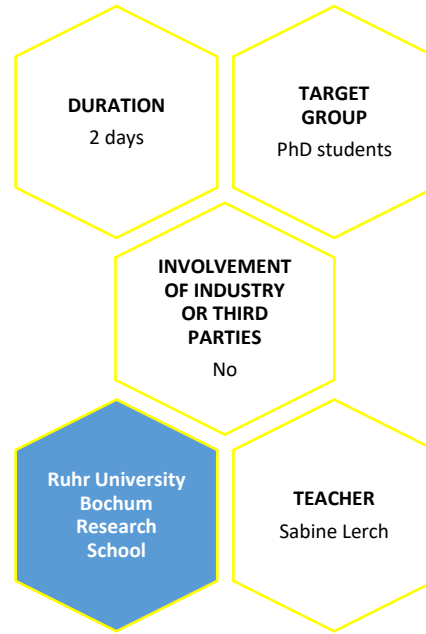 DURATION
2 days
TARGET
GROUP
PhD students
INVOLVEMENT
OF INDUSTRY
OR THIRD
PARTIES
No
Ruhr University
Bochum
Research
School
TEACHER
Sabine Lerch